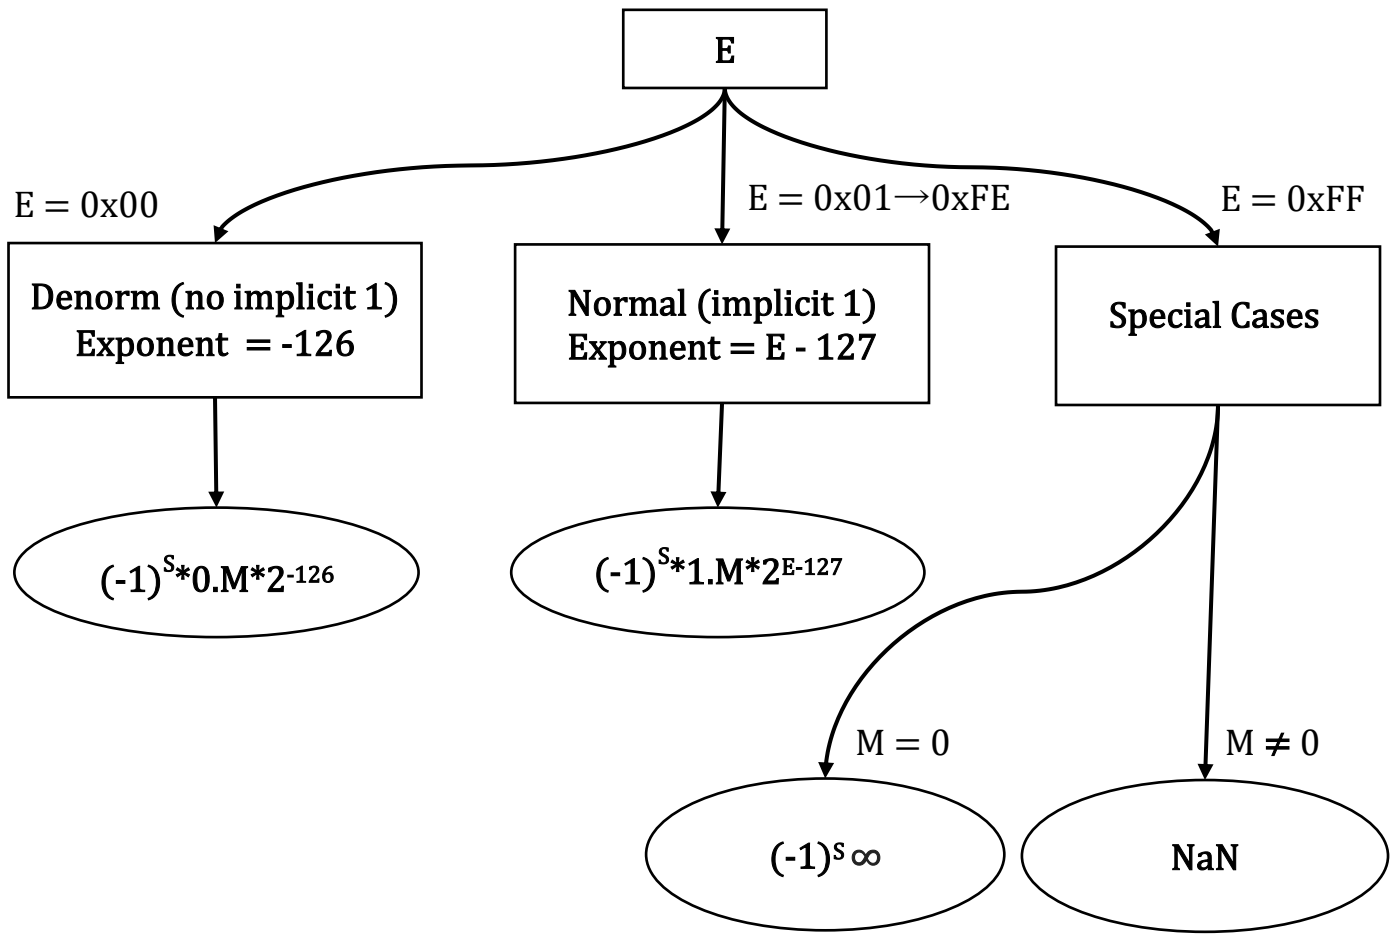 E
E = 0x00
E = 0x01→0xFE
E = 0xFF
Denorm (no implicit 1)
Exponent = -126
Normal (implicit 1)
Exponent = E - 127
Special Cases
(-1)ˢ*0.M*2⁻¹²⁶
(-1)ˢ*1.M*2ᴱ⁻¹²⁷
M = 0
M ≠ 0
(-1)ˢ∞
NaN